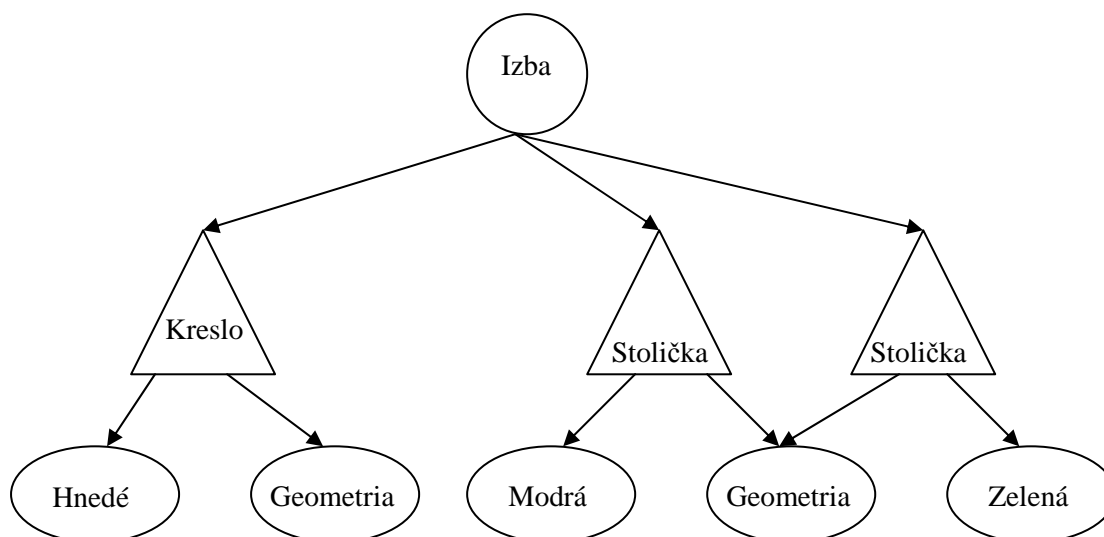 Izba
Kreslo
Stolička
Stolička
Hnedé
Geometria
Modrá
Geometria
Zelená